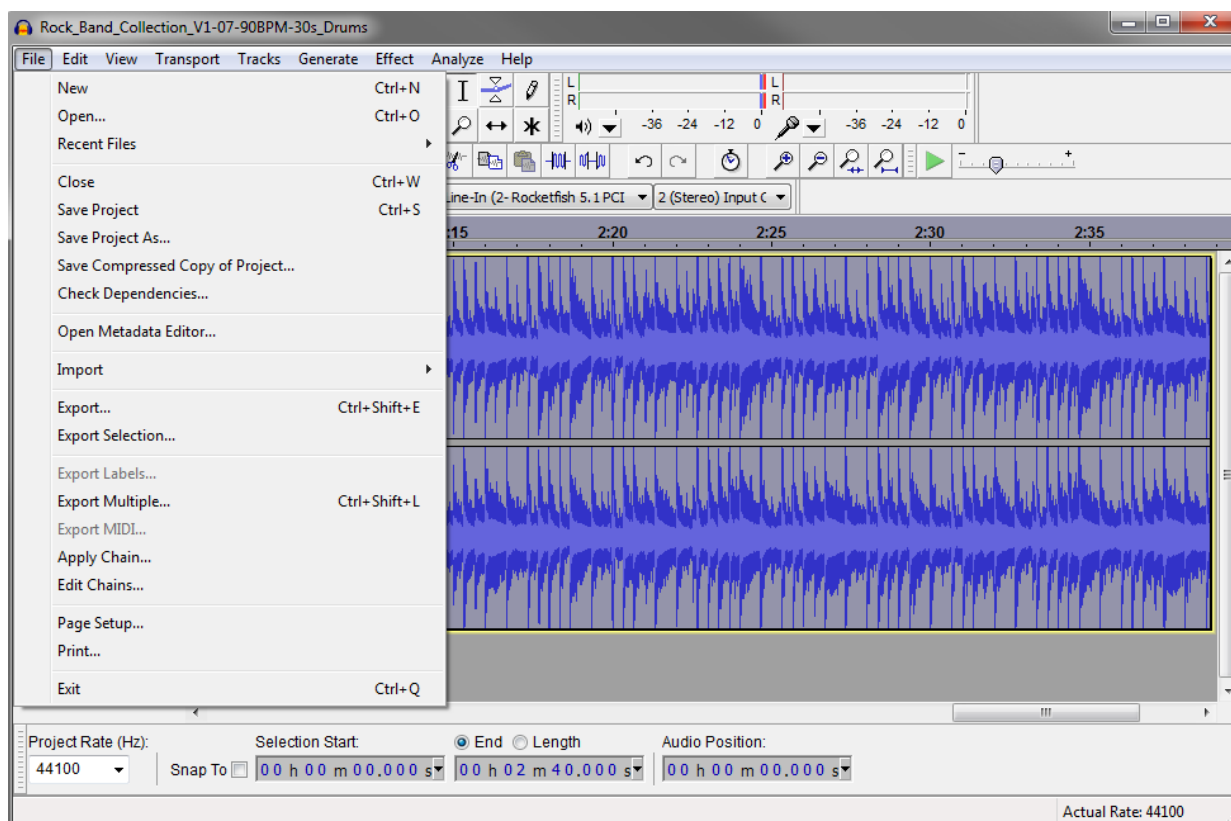 Rock_Band_Collection_V1-07-90BPM-30s_Drums
File Edit View Transport Tracks Generate Effect Analyze Help
New Ctrl+N
Open... Ctrl+O
Recent Files
Close Ctrl+W
Save Project Ctrl+S
Save Project As...
Save Compressed Copy of Project...
Check Dependencies...
Open Metadata Editor...
Import
Export... Ctrl+Shift+E
Export Selection...
Export Labels...
Export Multiple... Ctrl+Shift+L
Export MIDI...
Apply Chain...
Edit Chains...
Page Setup...
Print...
Exit Ctrl+Q
L L
R R
-36 -24 -12 0 -36 -24 -12 0
- +
Line-In (2- Rocketfish 5.1 PCI 2 (Stereo) Input C
:15 2:20 2:25 2:30 2:35
Project Rate (Hz): Selection Start: End Length Audio Position:
44100 Snap To 00 h 00 m 00.000 s 00 h 02 m 40.000 s 00 h 00 m 00.000 s
Actual Rate: 44100